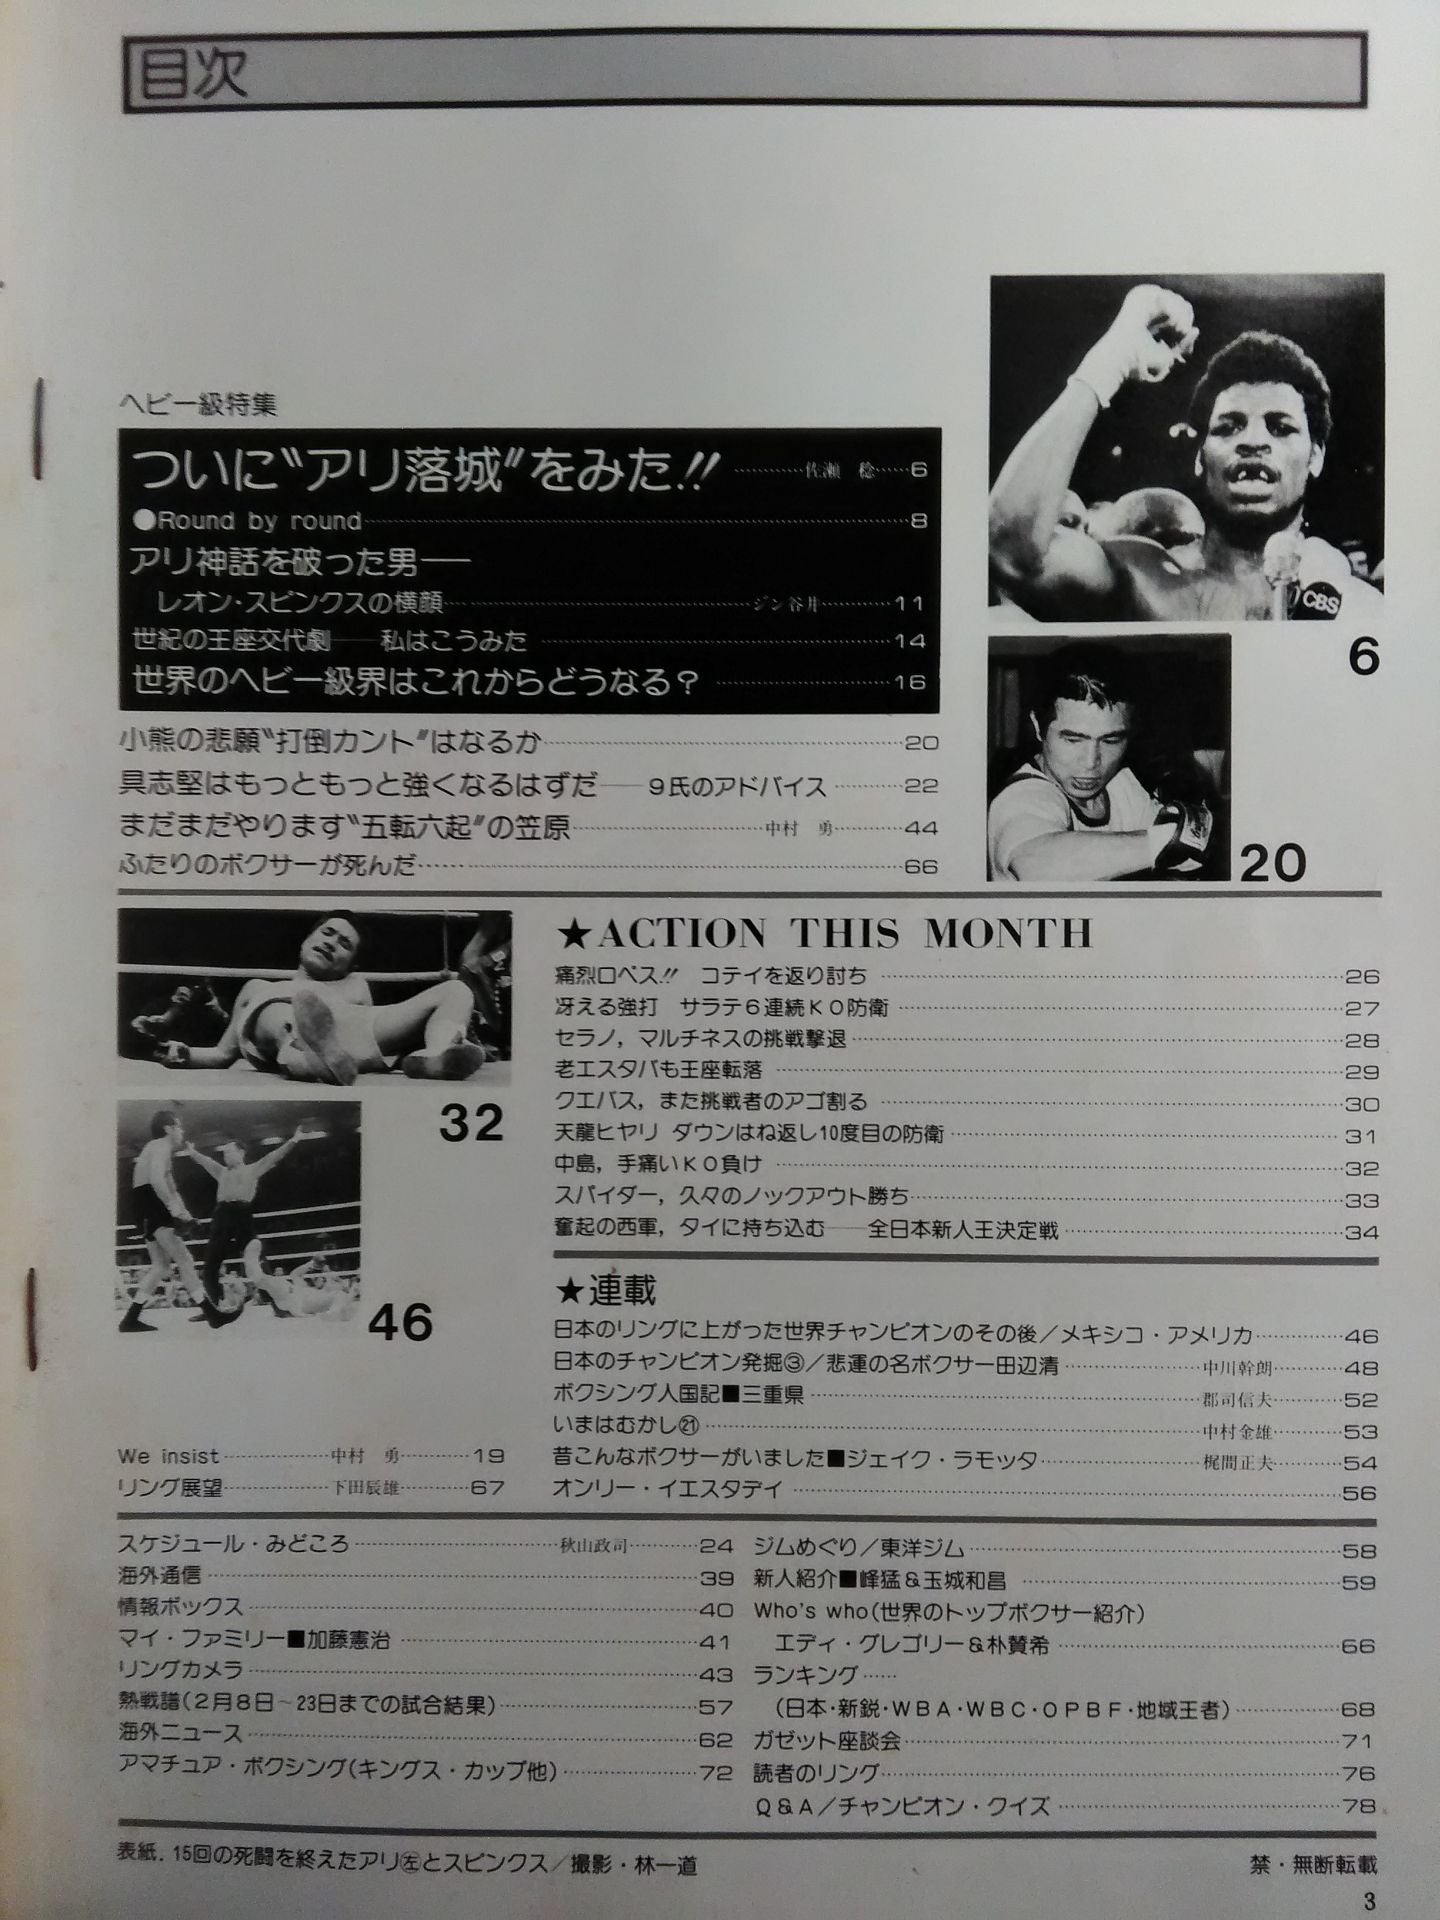 目次
ヘビー級特集
ついに〝アリ落城〟をみた!! 佐瀬 稔 6
●Round by round 8
アリ神話を破った男——
レオン・スピンクスの横顔 ジン谷井 11
世紀の王座交代劇——私はこうみた 14
世界のヘビー級界はこれからどうなる？ 16
小熊の悲願〝打倒カント〟はなるか 20
具志堅はもっともっと強くなるはずだ——9氏のアドバイス 22
まだまだやります〝五転六起〟の笠原 中村 勇 44
ふたりのボクサーが死んだ 66
CBS
6
20
32
46
★ACTION THIS MONTH
痛烈ロペス!! コテイを返り討ち 26
冴える強打 サラテ6連続KO防衛 27
セラノ，マルチネスの挑戦撃退 28
老エスタバも王座転落 29
クエバス，また挑戦者のアゴ割る 30
天龍ヒヤリ ダウンはね返し10度目の防衛 31
中島，手痛いKO負け 32
スパイダー，久々のノックアウト勝ち 33
奮起の西軍，タイに持ち込む——全日本新人王決定戦 34
★連載
日本のリングに上がった世界チャンピオンのその後／メキシコ・アメリカ 46
日本のチャンピオン発掘③／悲運の名ボクサー田辺清 中川幹朗 48
ボクシング人国記■三重県 郡司信夫 52
いまはむかし㉑ 中村金雄 53
昔こんなボクサーがいました■ジェイク・ラモッタ 梶間正夫 54
オンリー・イエスタデイ 56
We insist 中村 勇 19
リング展望 下田辰雄 67
スケジュール・みどころ 秋山政司 24
海外通信 39
情報ボックス 40
マイ・ファミリー■加藤憲治 41
リングカメラ 43
熱戦譜(2月8日~23日までの試合結果) 57
海外ニュース 62
アマチュア・ボクシング(キングス・カップ他) 72
ジムめぐり／東洋ジム 58
新人紹介■峰猛＆玉城和昌 59
Who's who(世界のトップボクサー紹介)
エディ・グレゴリー＆朴賛希 66
ランキング……
(日本・新鋭・WBA・WBC・OPBF・地域王者) 68
ガゼット座談会 71
読者のリング 76
Q＆A／チャンピオン・クイズ 78
表紙．15回の死闘を終えたアリ㊧とスピンクス／撮影・林一道
禁・無断転載
3